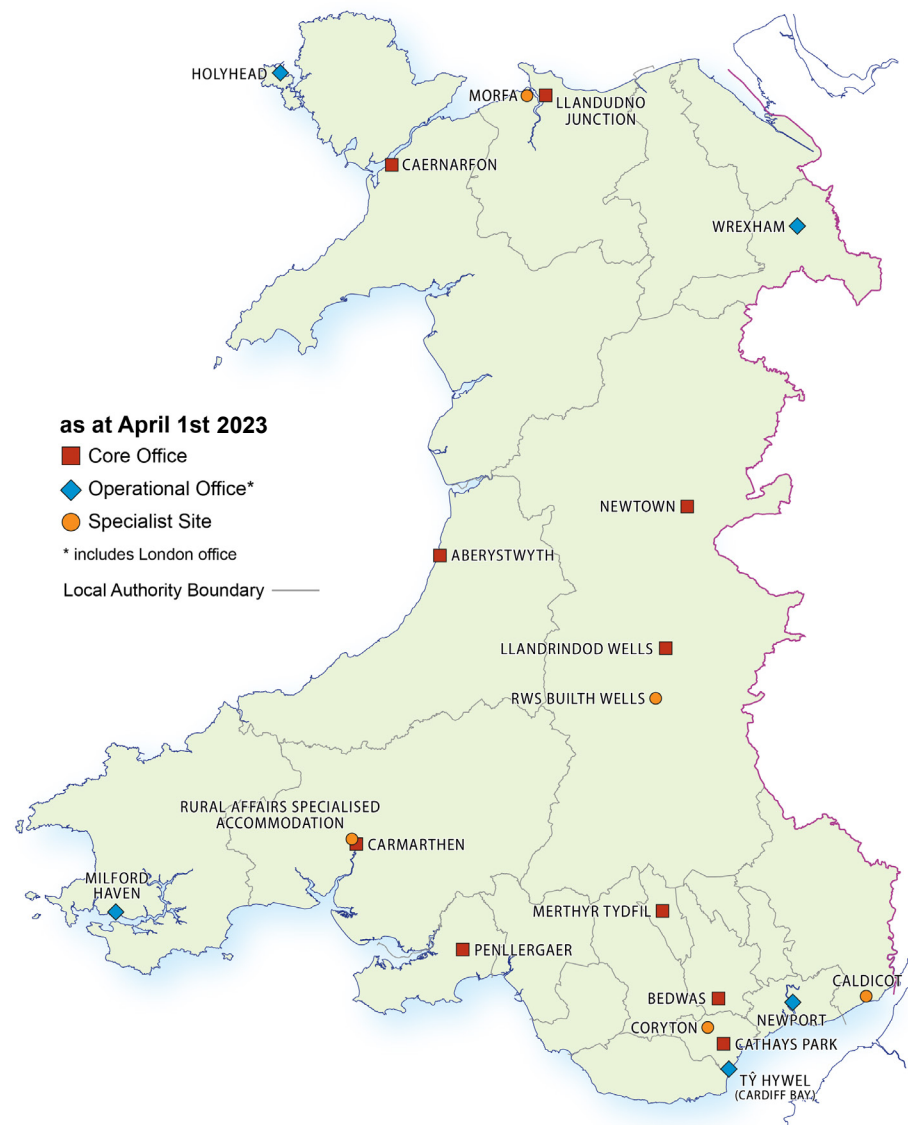 HOLYHEAD
MORFA
LLANDUDNO
JUNCTION
CAERNARFON
WREXHAM
as at April 1st 2023
Core Office
Operational Office*
Specialist Site
* includes London office
Local Authority Boundary
NEWTOWN
ABERYSTWYTH
LLANDRINDOD WELLS
RWS BUILTH WELLS
RURAL AFFAIRS SPECIALISED
ACCOMMODATION
CARMARTHEN
MILFORD
HAVEN
MERTHYR TYDFIL
PENLLERGAER
CALDICOT
BEDWAS
NEWPORT
CORYTON
CATHAYS PARK
TŶ HYWEL
(CARDIFF BAY)